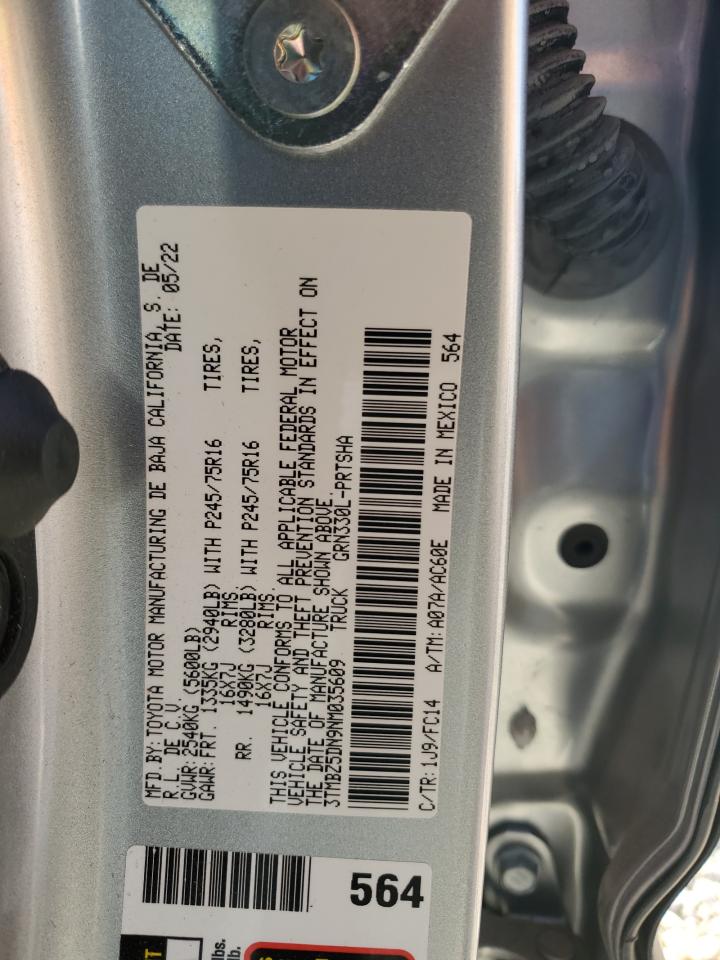 MFD.BY:TOYOTA MOTOR MANUFACTURING DE BAJA CALIFORNIA, S. DE
R.L. DE C.V. DATE: 05/22
GVWR:2540KG (5600LB)
GAWR:FRT. 1335KG (2940LB) WITH P245/75R16 TIRES,
16X7J RIMS
RR. 1490KG (3280LB) WITH P245/75R16 TIRES,
16X7J RIMS.
THIS VEHICLE CONFORMS TO ALL APPLICABLE FEDERAL MOTOR
VEHICLE SAFETY AND THEFT PREVENTION STANDARDS IN EFFECT ON
THE DATE OF MANUFACTURE SHOWN ABOVE.
3TMBZ5DN9NM035609 TRUCK GRN330L-PRTSHA
C/TR:1J9/FC14 A/TM:A07A/AC60E MADE IN MEXICO 564
564
lbs.
lb.